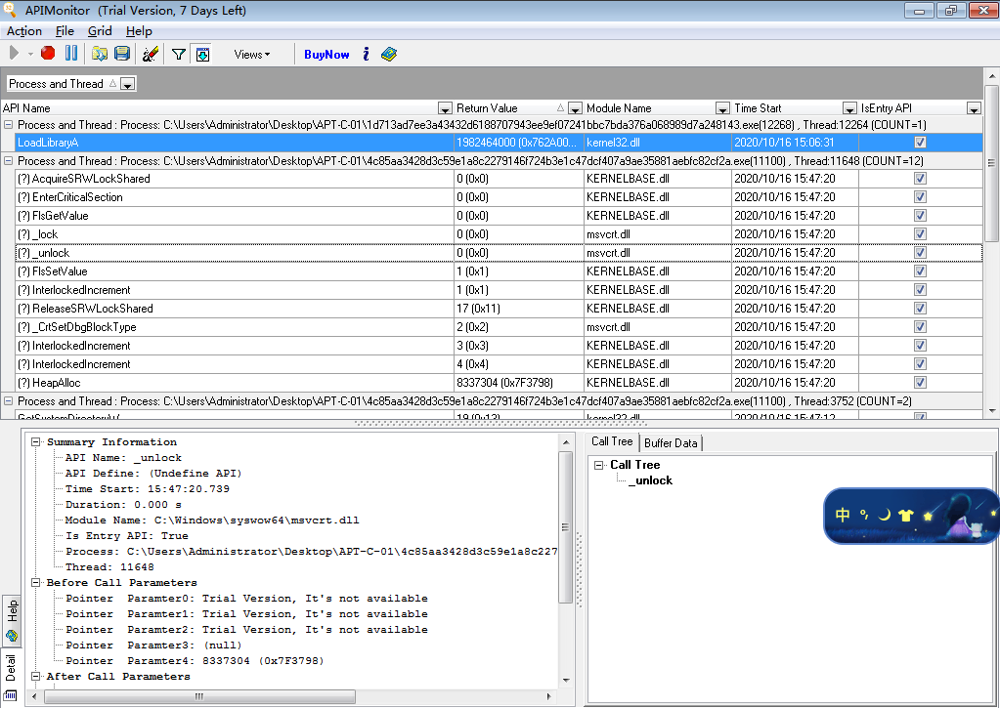 APIMonitor (Trial Version, 7 Days Left)
Action File Grid Help
Views BuyNow i
Process and Thread
API Name Return Value Module Name Time Start IsEntry API
Process and Thread : Process: C:\Users\Administrator\Desktop\APT-C-01\1d713ad7ee3a43432d6188707943ee9ef07241bbc7bda376a068989d7a248143.exe(12268) , Thread:12264 (COUNT=1)
LoadLibraryA 1982464000 (0x762A00... kernel32.dll 2020/10/16 15:06:31
Process and Thread : Process: C:\Users\Administrator\Desktop\APT-C-01\4c85aa3428d3c59e1a8c2279146f724b3e1c47dcf407a9ae35881aebfc82cf2a.exe(11100) , Thread:11648 (COUNT=12)
(?) AcquireSRWLockShared 0 (0x0) KERNELBASE.dll 2020/10/16 15:47:20
(?) EnterCriticalSection 0 (0x0) KERNELBASE.dll 2020/10/16 15:47:20
(?) FlsGetValue 0 (0x0) KERNELBASE.dll 2020/10/16 15:47:20
(?) _lock 0 (0x0) msvcrt.dll 2020/10/16 15:47:20
(?) _unlock 0 (0x0) msvcrt.dll 2020/10/16 15:47:20
(?) FlsSetValue 1 (0x1) KERNELBASE.dll 2020/10/16 15:47:20
(?) InterlockedIncrement 1 (0x1) KERNELBASE.dll 2020/10/16 15:47:20
(?) ReleaseSRWLockShared 17 (0x11) KERNELBASE.dll 2020/10/16 15:47:20
(?) _CrtSetDbgBlockType 2 (0x2) msvcrt.dll 2020/10/16 15:47:20
(?) InterlockedIncrement 3 (0x3) KERNELBASE.dll 2020/10/16 15:47:20
(?) InterlockedIncrement 4 (0x4) KERNELBASE.dll 2020/10/16 15:47:20
(?) HeapAlloc 8337304 (0x7F3798) KERNELBASE.dll 2020/10/16 15:47:20
Process and Thread : Process: C:\Users\Administrator\Desktop\APT-C-01\4c85aa3428d3c59e1a8c2279146f724b3e1c47dcf407a9ae35881aebfc82cf2a.exe(11100) , Thread:3752 (COUNT=2)
GetSystemDirectoryW 19 (0x13) kernel32.dll 2020/10/16 15:47:12
Summary Information
API Name: _unlock
API Define: (Undefine API)
Time Start: 15:47:20.739
Duration: 0.000 s
Module Name: C:\Windows\syswow64\msvcrt.dll
Is Entry API: True
Process: C:\Users\Administrator\Desktop\APT-C-01\4c85aa3428d3c59e1a8c227
Thread: 11648
Before Call Parameters
Pointer Paramter0: Trial Version, It's not available
Pointer Paramter1: Trial Version, It's not available
Pointer Paramter2: Trial Version, It's not available
Pointer Paramter3: (null)
Pointer Paramter4: 8337304 (0x7F3798)
After Call Parameters
Help
Detail
Call Tree Buffer Data
Call Tree
_unlock
中